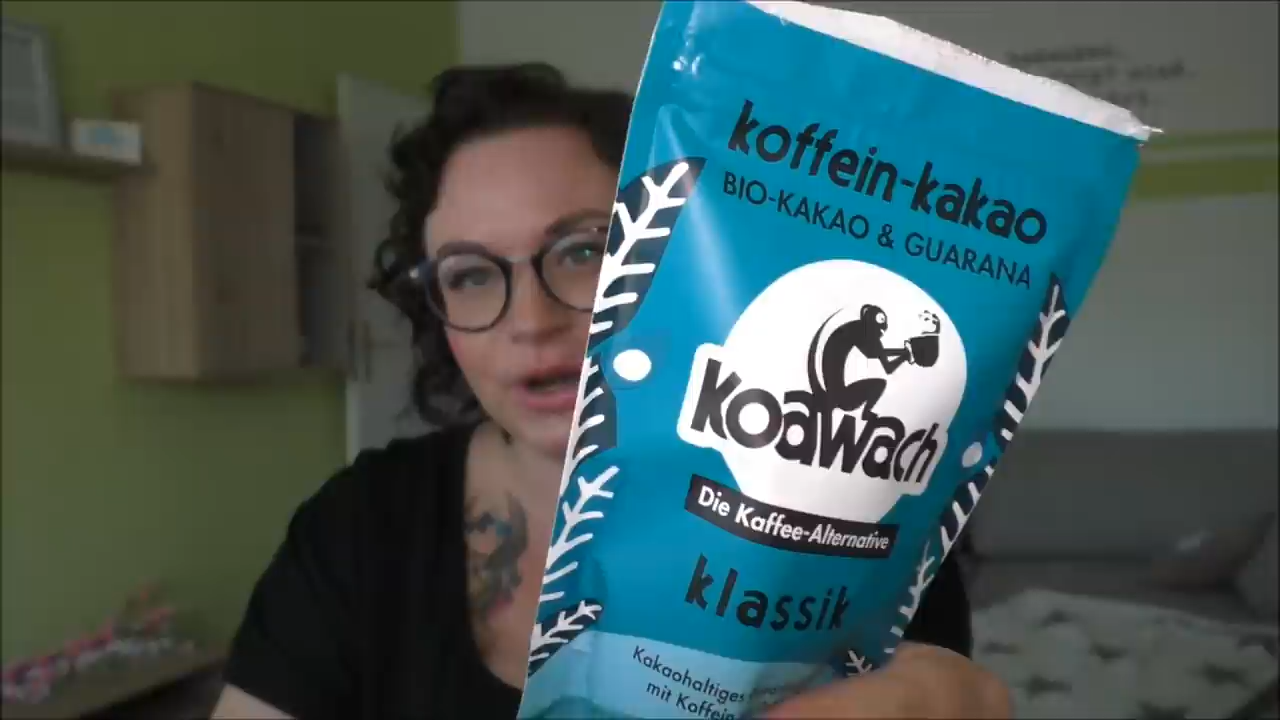 koffein-kakao
BIO-KAKAO & GUARANA
koawach
Die Kaffee-Alternative
klassik
Kakaohaltiges
mit Koffein